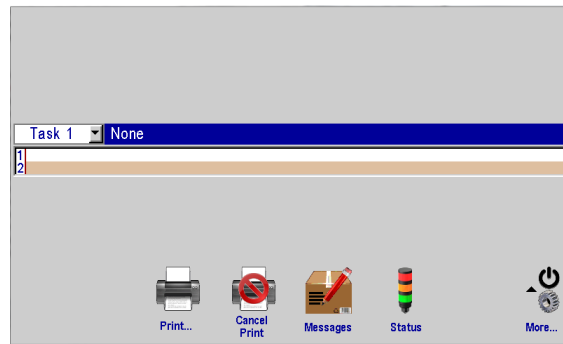 Task 1 None
1
2
Print...
Cancel
Print
Messages
Status
More...